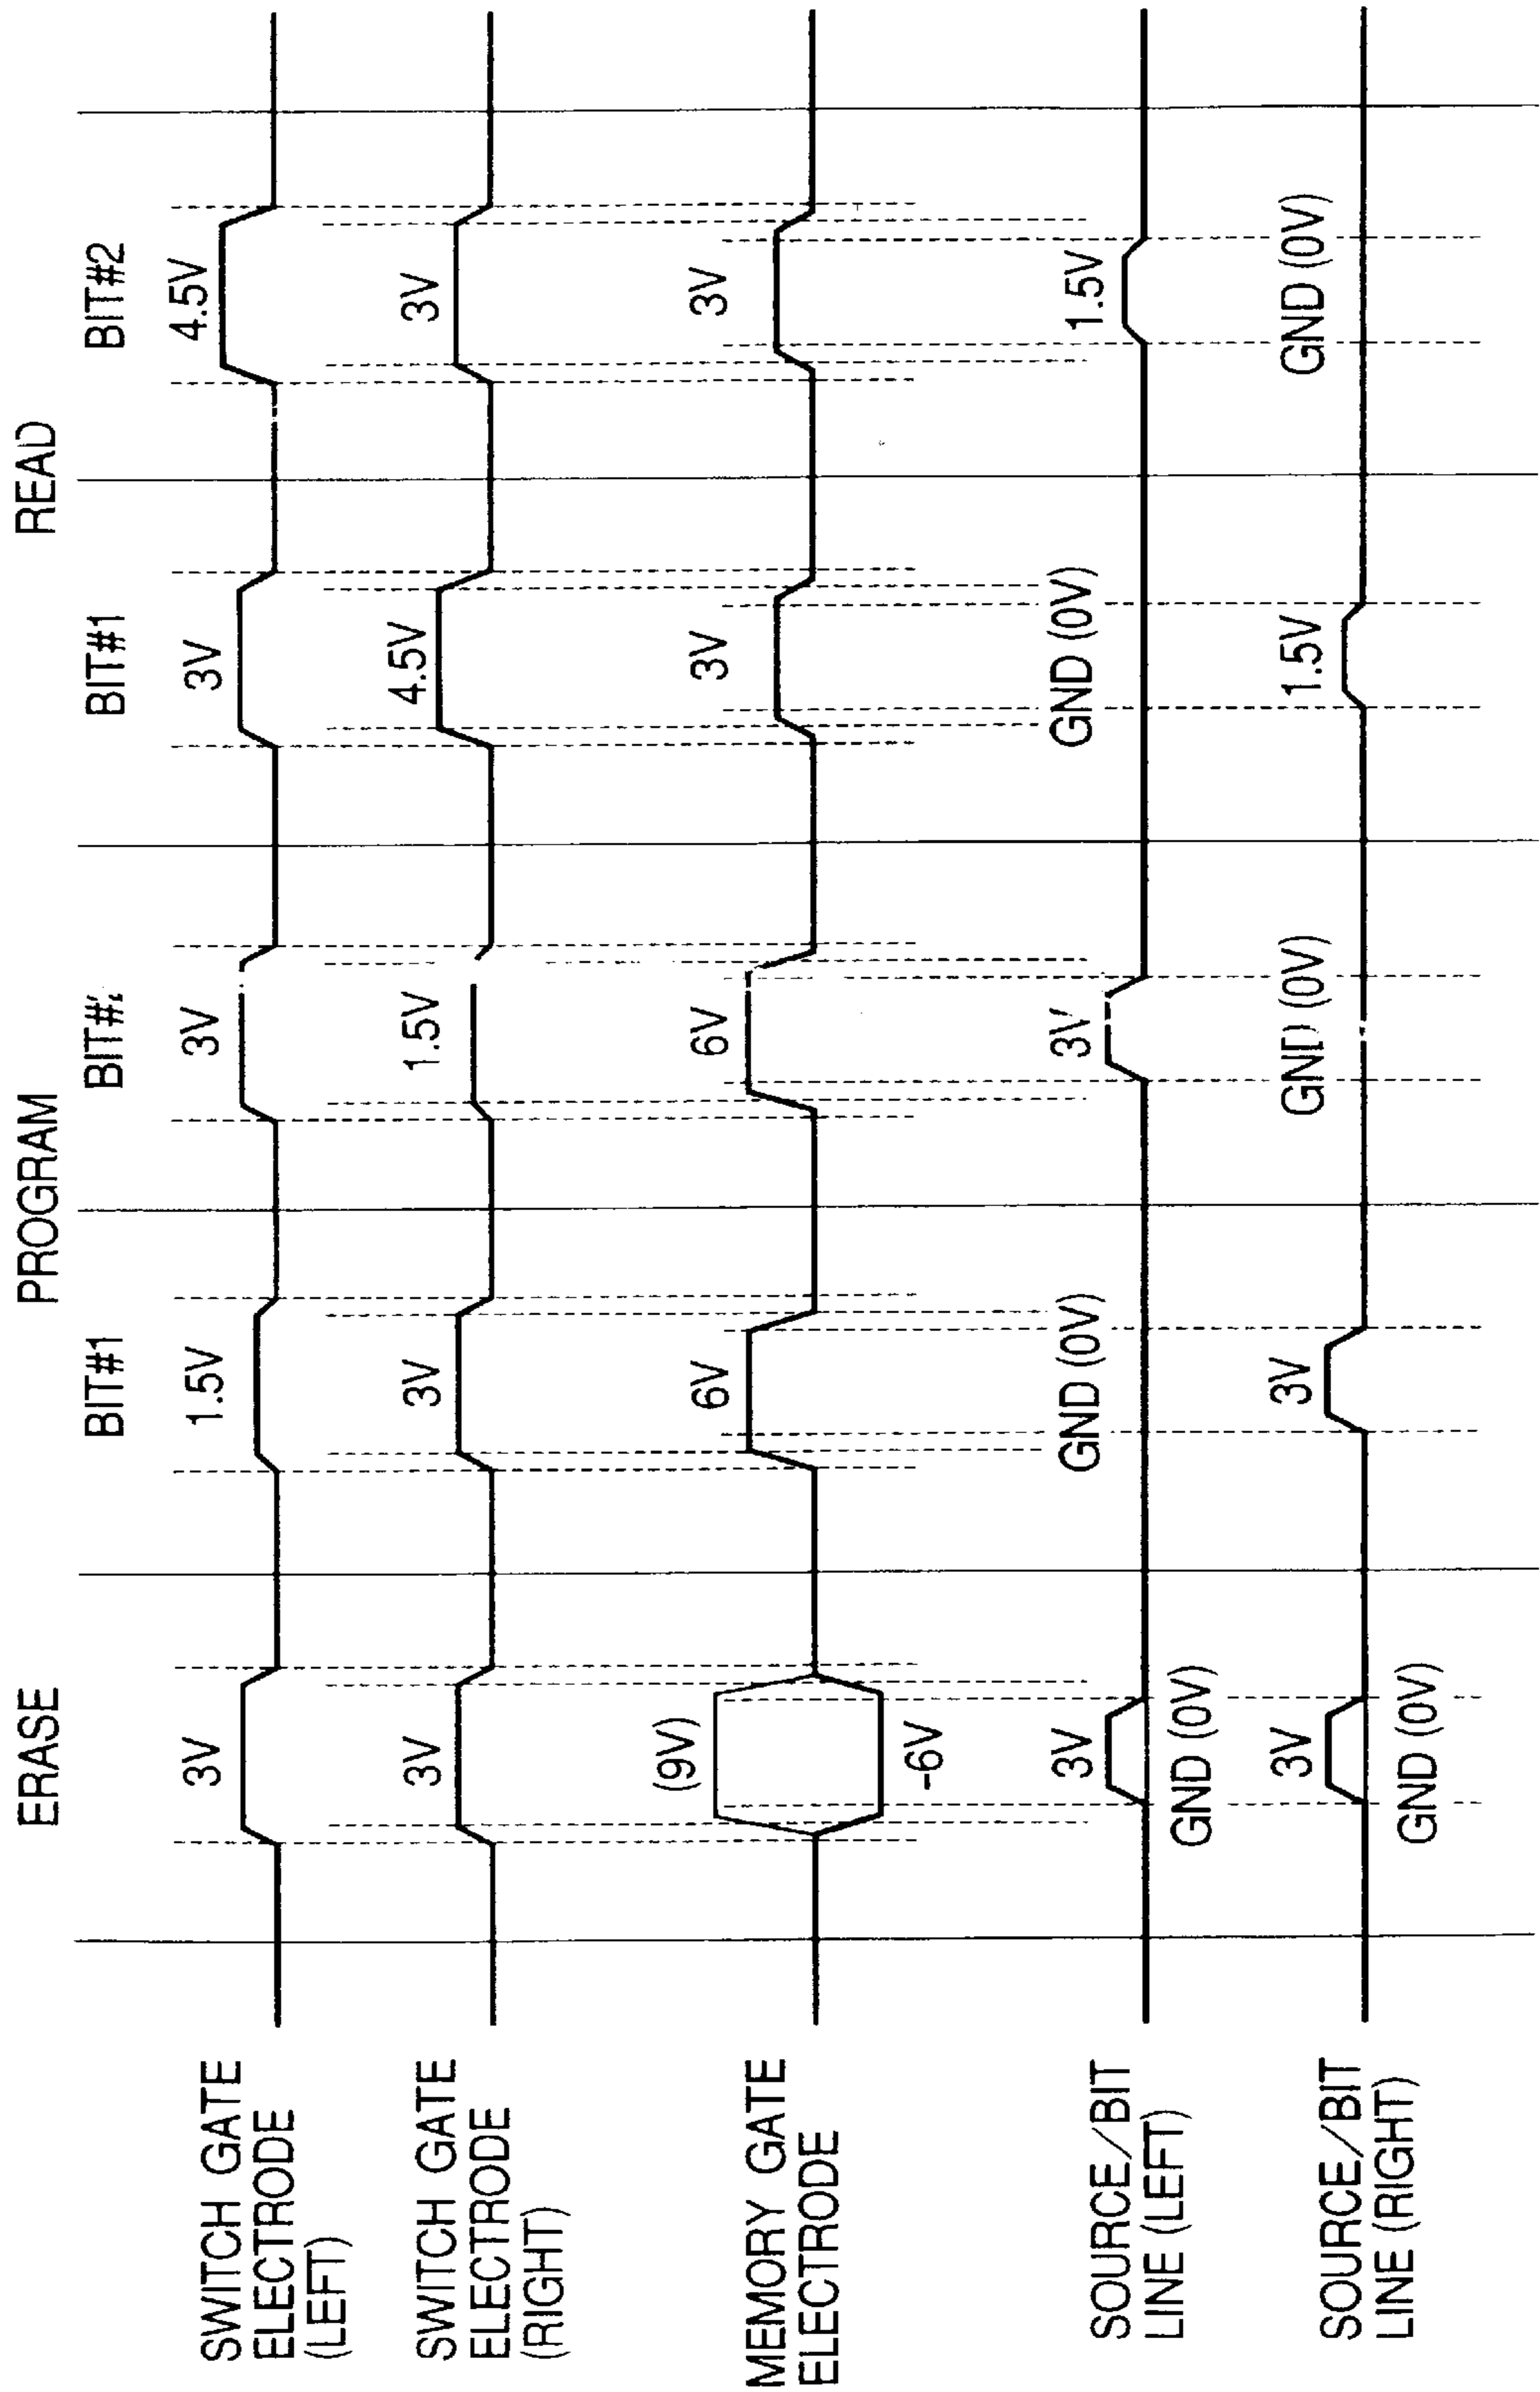 ERASE
PROGRAM
READ
BIT#1
BIT#
BIT#1
BIT#2
SWITCH GATE
ELECTRODE
(LEFT)
3V
1.5V
3V
3V
4.5V
SWITCH GATE
ELECTRODE
(RIGHT)
3V
3V
1.5V
4.5V
3V
MEMORY GATE
ELECTRODE
(9V)
-6V
6V
6V
3V
3V
SOURCE/BIT
LINE (LEFT)
3V
GND (0V)
GND (0V)
3V
GND (0V)
1.5V
SOURCE/BIT
LINE (RIGHT)
3V
GND (0V)
3V
GND (0V)
1.5V
GND (0V)